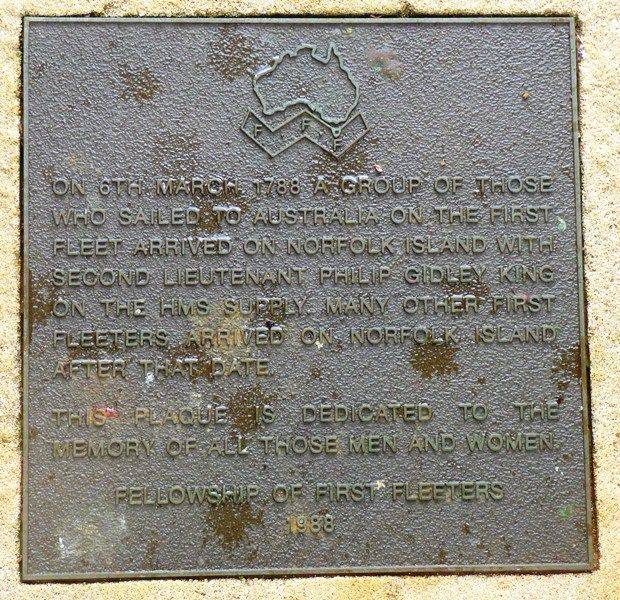 F F F
ON 6TH MARCH 1788 A GROUP OF THOSE
WHO SAILED TO AUSTRALIA ON THE FIRST
FLEET ARRIVED ON NORFOLK ISLAND WITH
SECOND LIEUTENANT PHILIP GIDLEY KING
ON THE HMS SUPPLY. MANY OTHER FIRST
FLEETERS ARRIVED ON NORFOLK ISLAND
AFTER THAT DATE.
THIS PLAQUE IS DEDICATED TO THE
MEMORY OF ALL THOSE MEN AND WOMEN.
FELLOWSHIP OF FIRST FLEETERS
1988